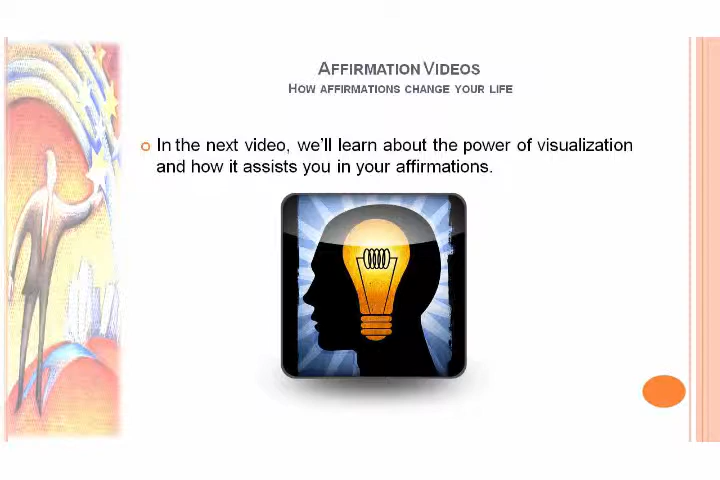 AFFIRMATION VIDEOS
HOW AFFIRMATIONS CHANGE YOUR LIFE
In the next video, we'll learn about the power of visualization
and how it assists you in your affirmations.